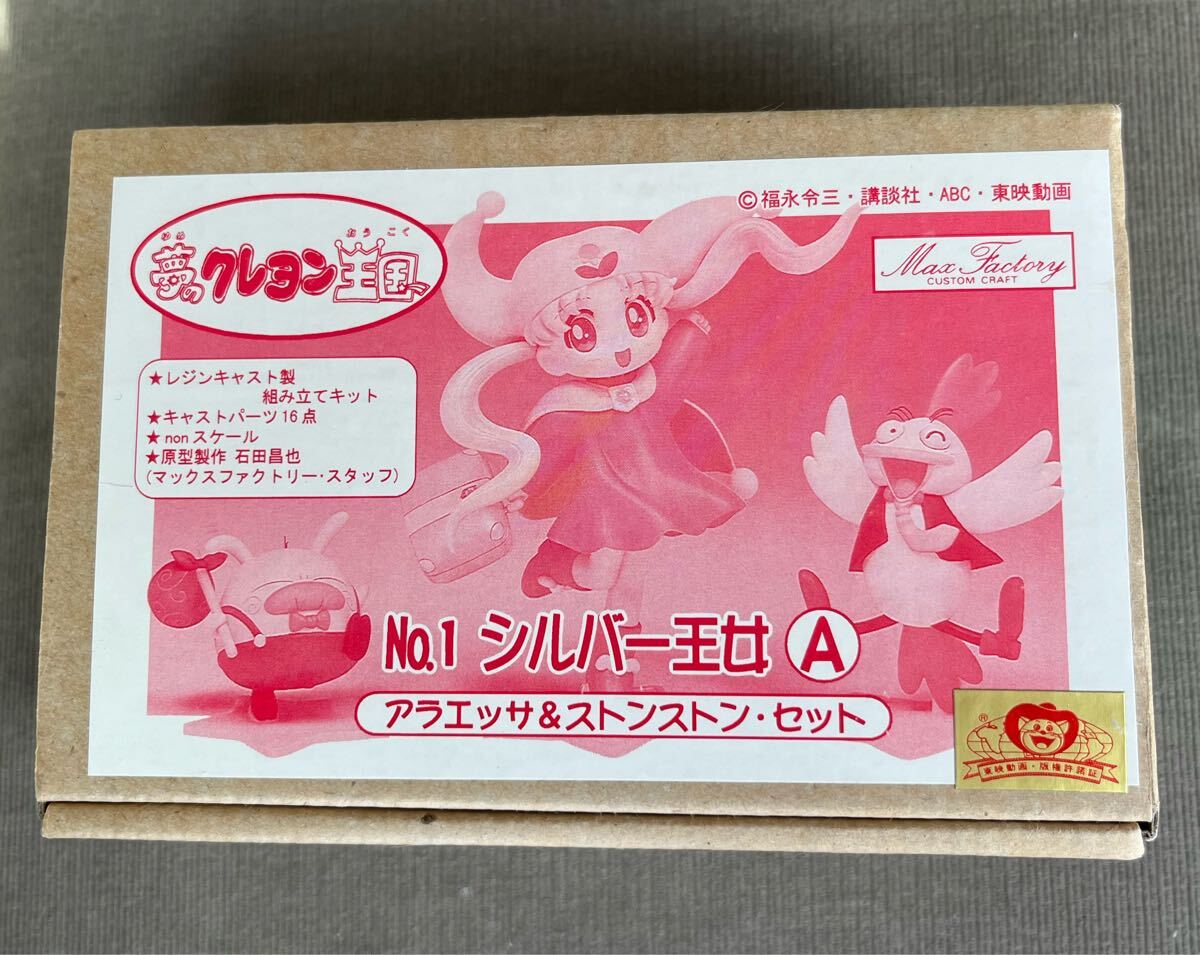 ©福永令三・講談社・ABC・東映動画
ゆめ おうこく
夢のクレヨン王国
Max Factory
CUSTOM CRAFT
★レジンキャスト製
組み立てキット
★キャストパーツ16点
★nonスケール
★原型製作 石田昌也
(マックスファクトリー・スタッフ)
No.1 シルバー王女 A
アラエッサ&ストンストン・セット
®
東映動画・版権許諾証